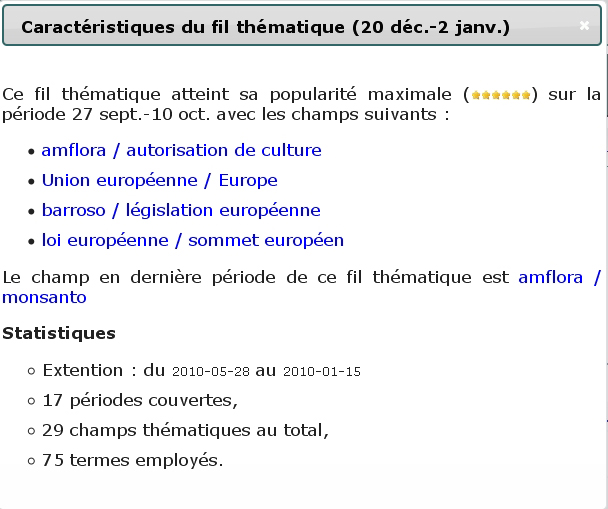 Caractéristiques du fil thématique (20 déc.-2 janv.)
Ce fil thématique atteint sa popularité maximale (★★★★★★) sur la
période 27 sept.-10 oct. avec les champs suivants :
• amflora / autorisation de culture
• Union européenne / Europe
• barroso / législation européenne
• loi européenne / sommet européen
Le champ en dernière période de ce fil thématique est amflora /
monsanto
Statistiques
○ Extention : du 2010-05-28 au 2010-01-15
○ 17 périodes couvertes,
○ 29 champs thématiques au total,
○ 75 termes employés.